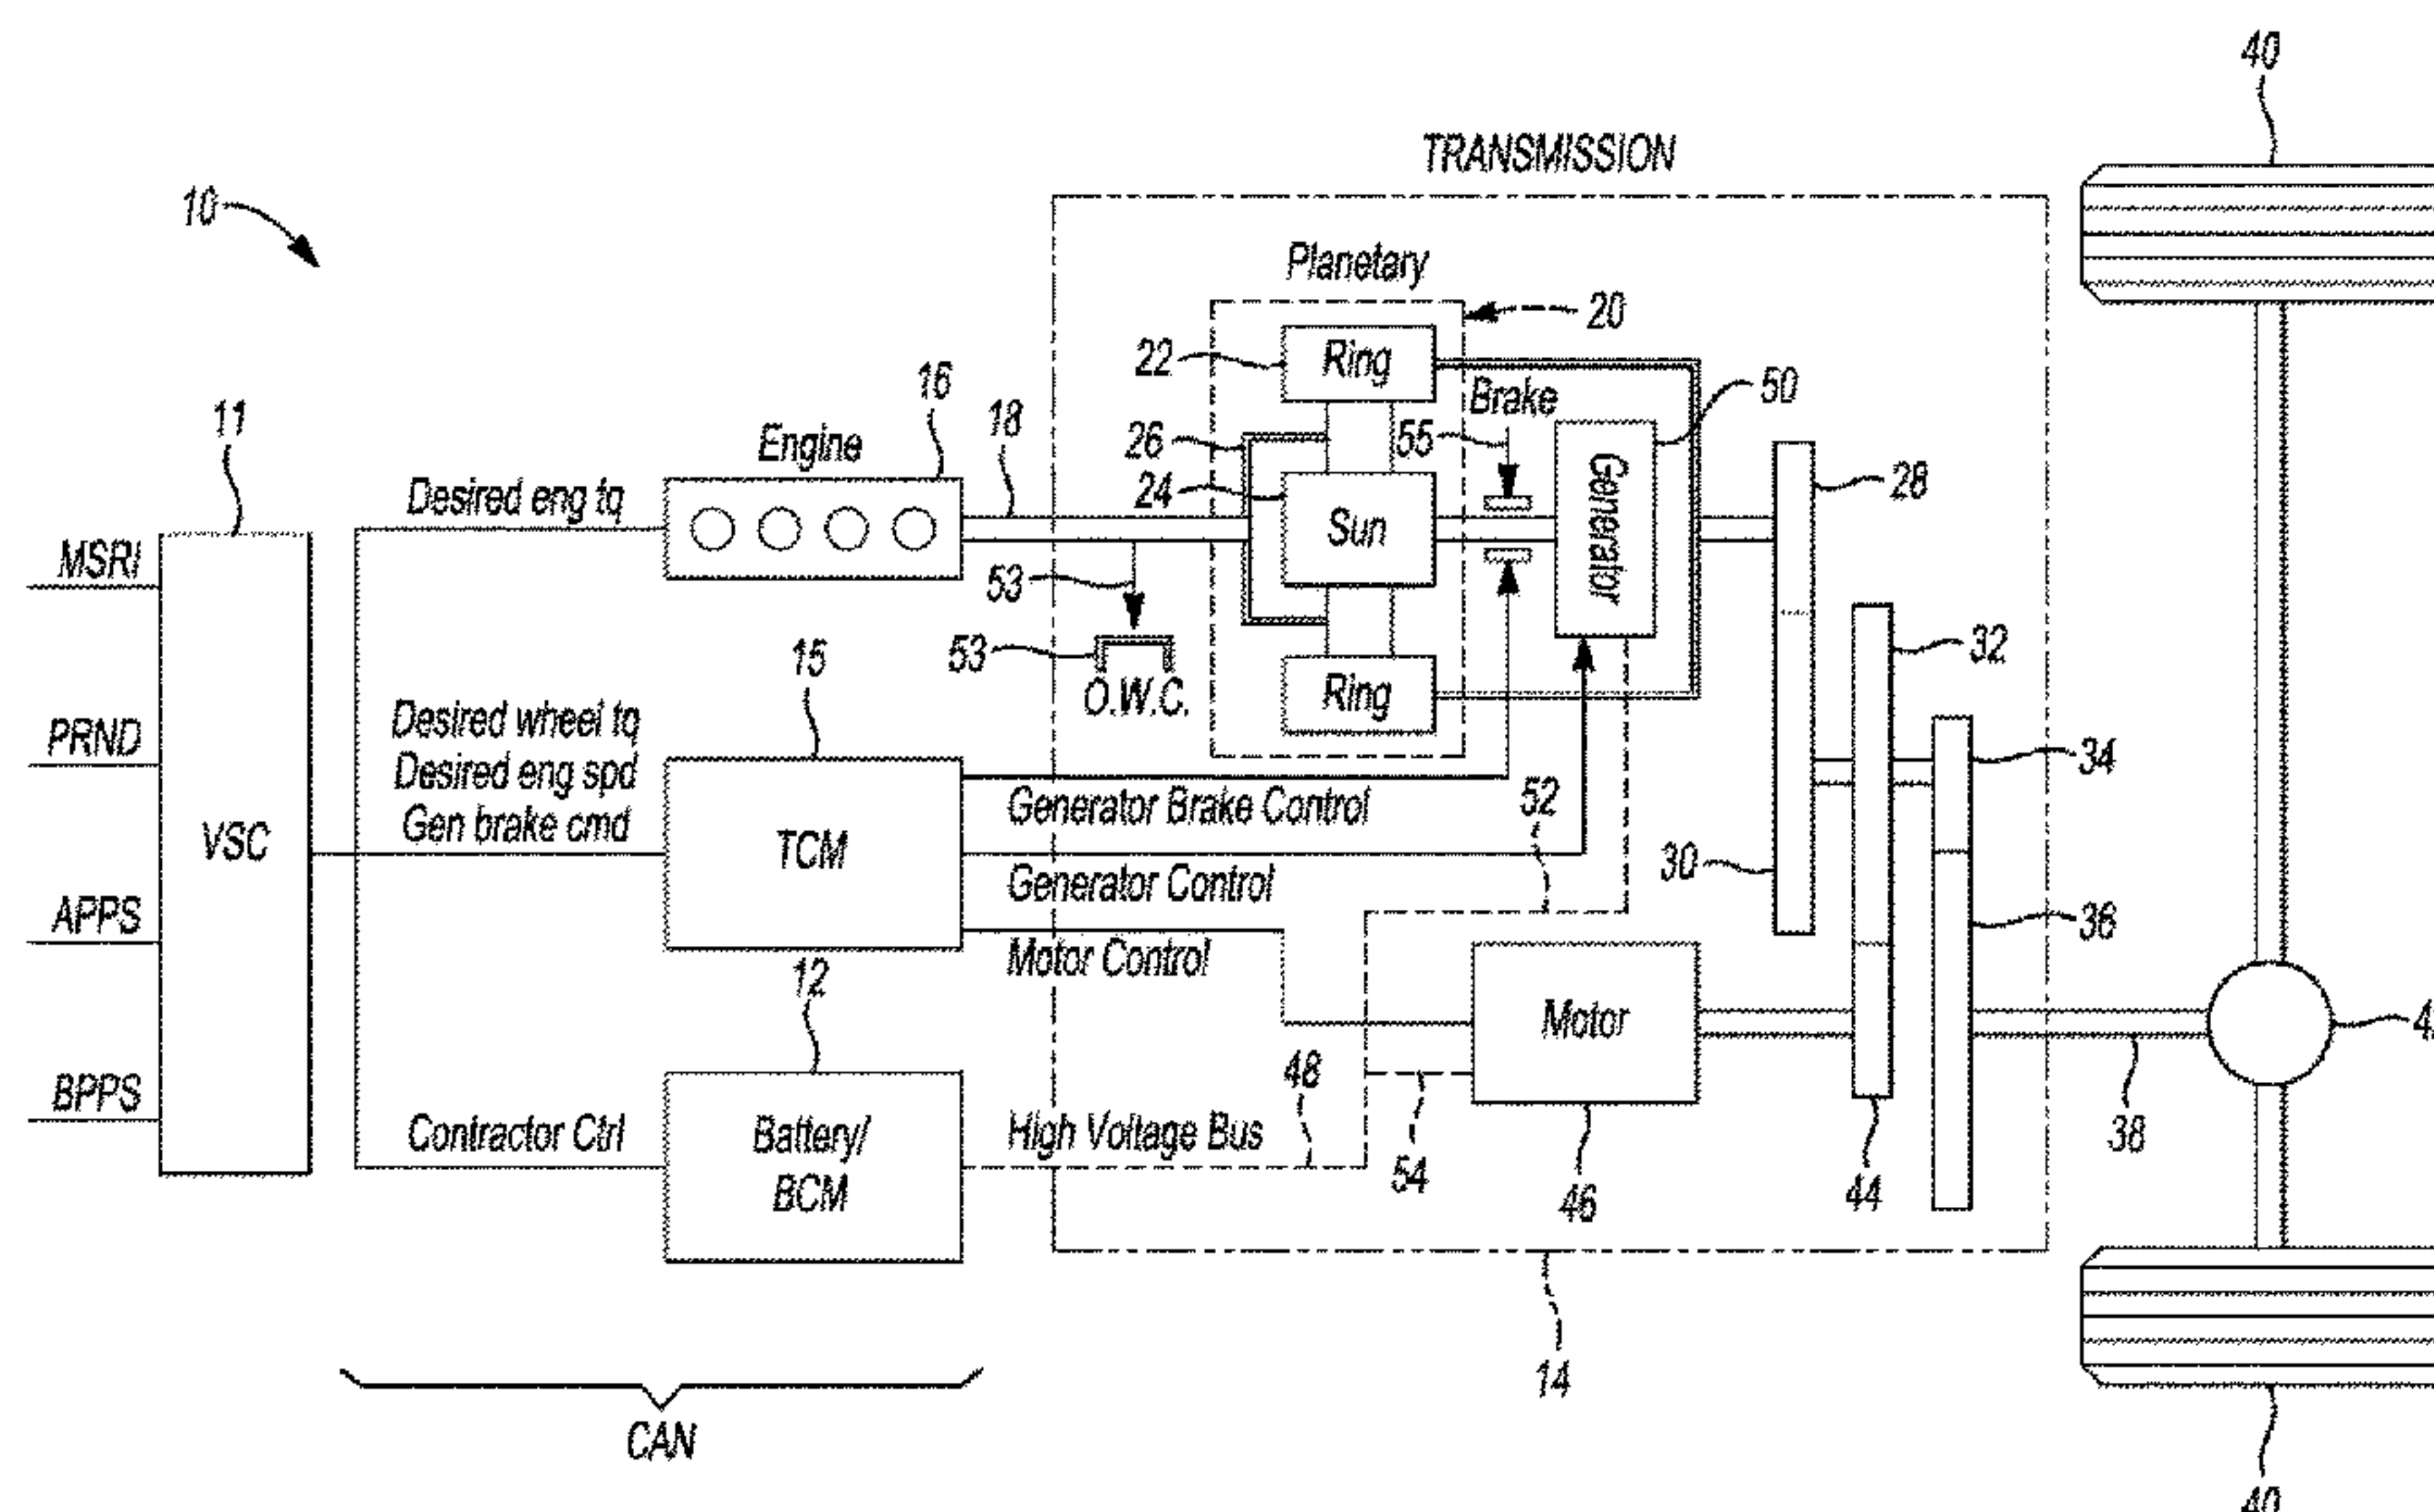 40
TRANSMISSION
10
Planetary
20
22
Ring
16
50
11
18
Brake
Engine
26
55
Desired eng tq
24
Sun
Generator
28
MSRI
53
53
O.W.C.
32
15
Ring
PRND
Desired wheel tq
34
Desired eng spd
Generator Brake Control
52
Gen brake cmd
VSC
TCM
30
Generator Control
APPS
36
Motor Control
12
Motor
48
BPPS
Contractor Ctrl
Battery/
BCM
High Voltage Bus
38
54
46
44
14
CAN
40